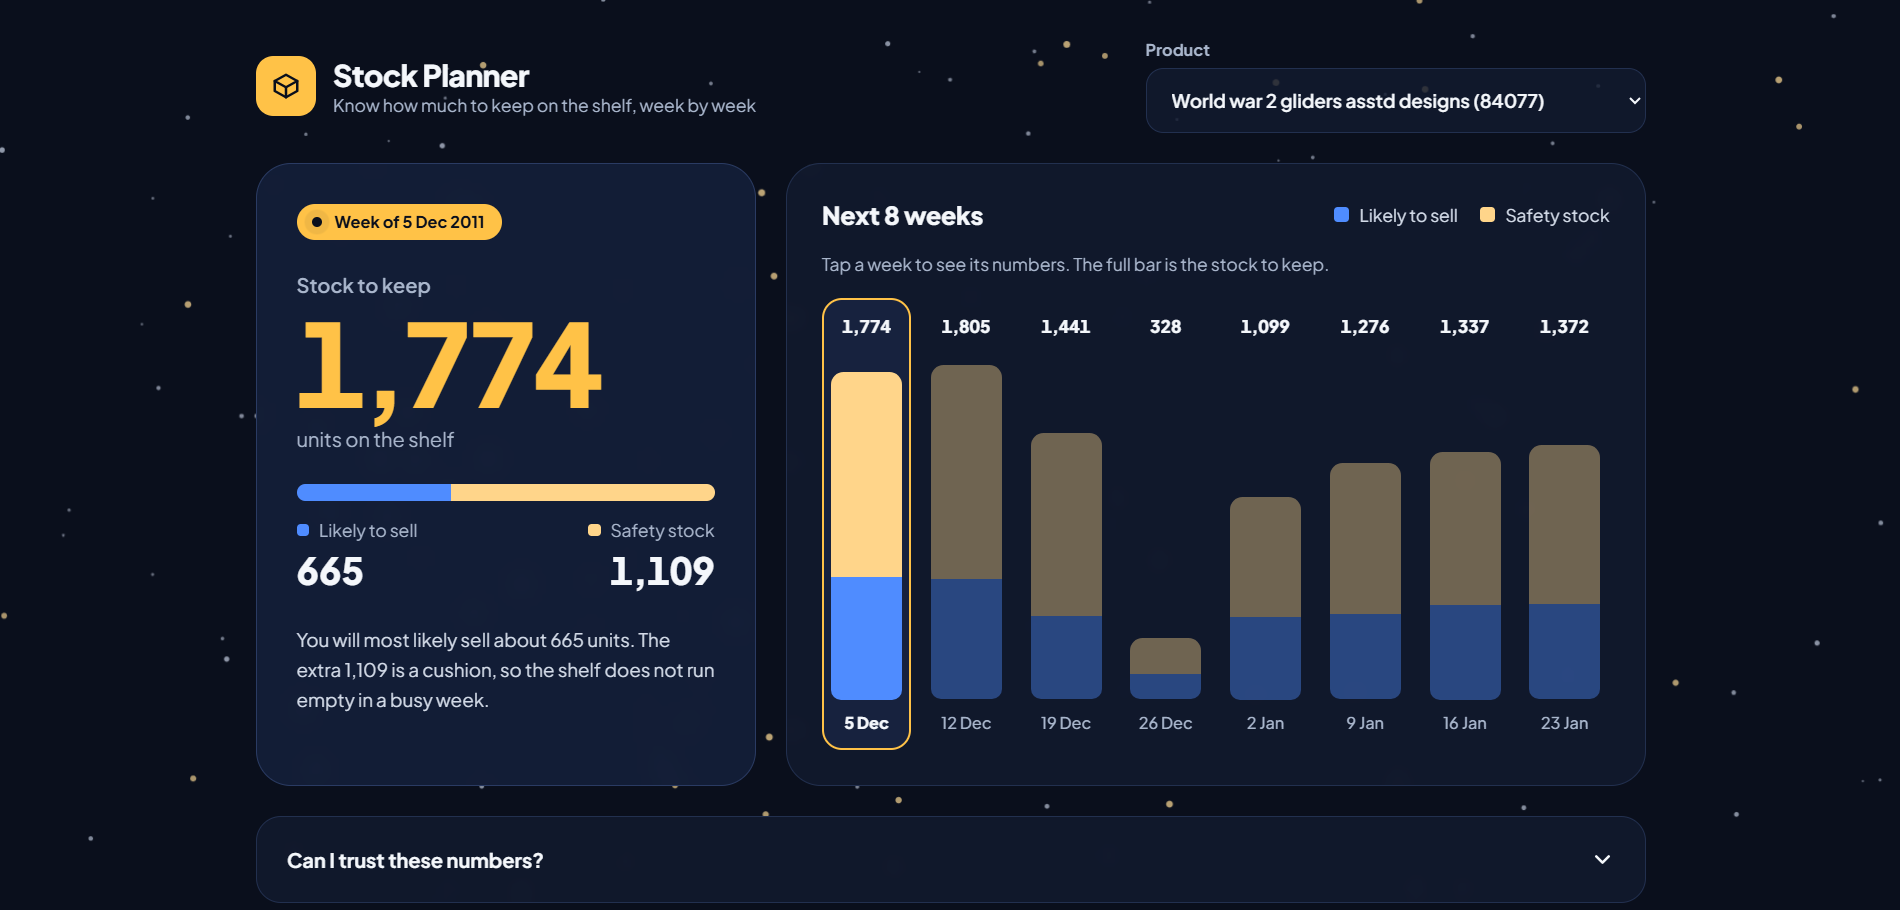 Stock Planner
Know how much to keep on the shelf, week by week
Product
World war 2 gliders asstd designs (84077)
Week of 5 Dec 2011
Stock to keep
1,774
units on the shelf
Likely to sell
Safety stock
665
1,109
You will most likely sell about 665 units. The
extra 1,109 is a cushion, so the shelf does not run
empty in a busy week.
Next 8 weeks
Likely to sell
Safety stock
Tap a week to see its numbers. The full bar is the stock to keep.
1,774 1,805 1,441 328 1,099 1,276 1,337 1,372
5 Dec 12 Dec 19 Dec 26 Dec 2 Jan 9 Jan 16 Jan 23 Jan
Can I trust these numbers?